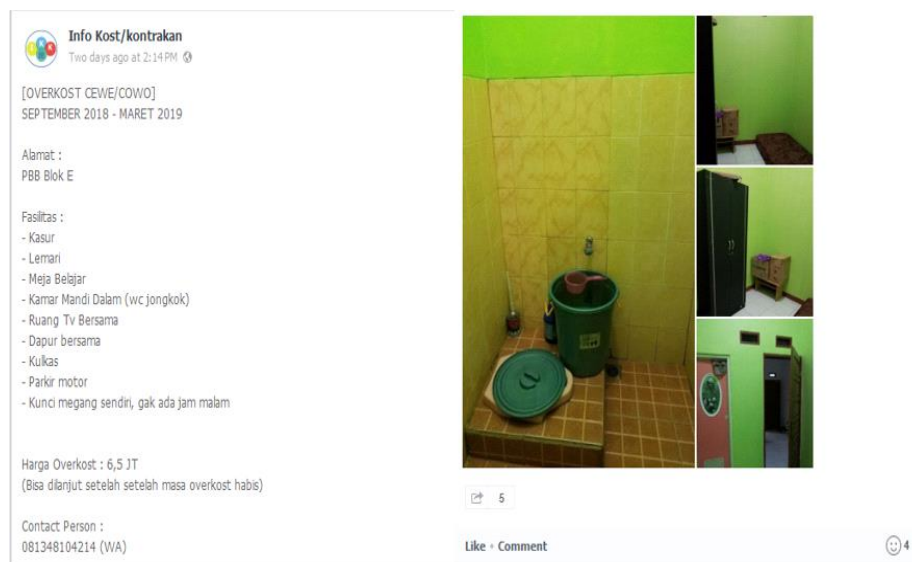 Info Kost/kontrakan
Two days ago at 2:14 PM
[OVERKOST CEWE/COWO]
SEPTEMBER 2018 - MARET 2019
Alamat :
PBB Blok E
Fasilitas :
- Kasur
- Lemari
- Meja Belajar
- Kamar Mandi Dalam (wc jongkok)
- Ruang Tv Bersama
- Dapur bersama
- Kulkas
- Parkir motor
- Kunci megang sendiri, gak ada jam malam
Harga Overkost : 6,5 JT
(Bisa dilanjut setelah setelah masa overkost habis)
Contact Person :
081348104214 (WA)
5
Like · Comment
4